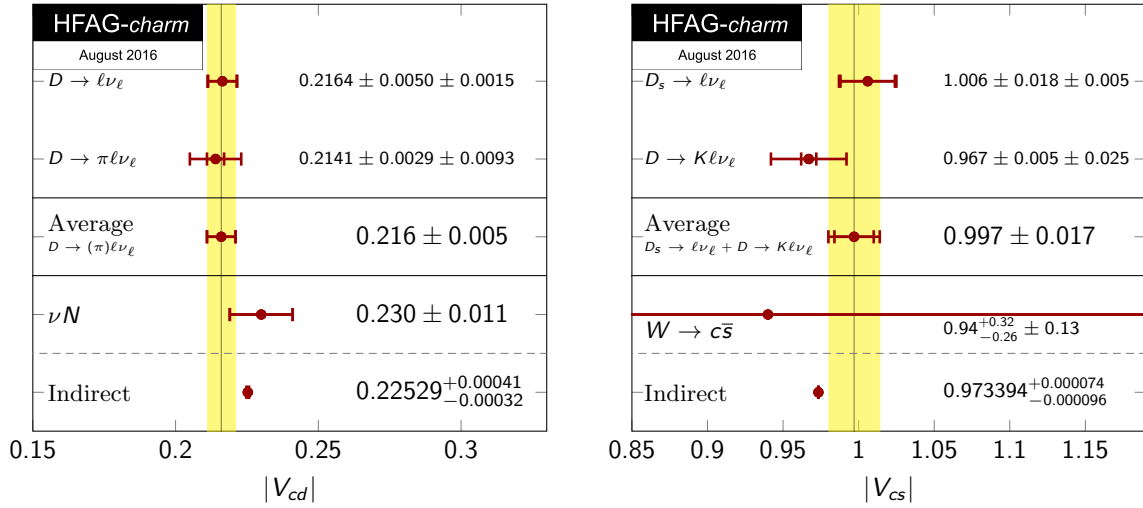 HFAG-charm
August 2016
D → ℓν_ℓ
0.2164 ± 0.0050 ± 0.0015
D → πℓν_ℓ
0.2141 ± 0.0029 ± 0.0093
Average
D → (π)ℓν_ℓ
0.216 ± 0.005
νN
0.230 ± 0.011
Indirect
0.22529^{+0.00041}_{−0.00032}
0.15 0.2 0.25 0.3
|V_{cd}|
HFAG-charm
August 2016
D_s → ℓν_ℓ
1.006 ± 0.018 ± 0.005
D → Kℓν_ℓ
0.967 ± 0.005 ± 0.025
Average
D_s → ℓν_ℓ + D → Kℓν_ℓ
0.997 ± 0.017
W → cs̅
0.94^{+0.32}_{−0.26} ± 0.13
Indirect
0.973394^{+0.000074}_{−0.000096}
0.85 0.9 0.95 1 1.05 1.1 1.15
|V_{cs}|